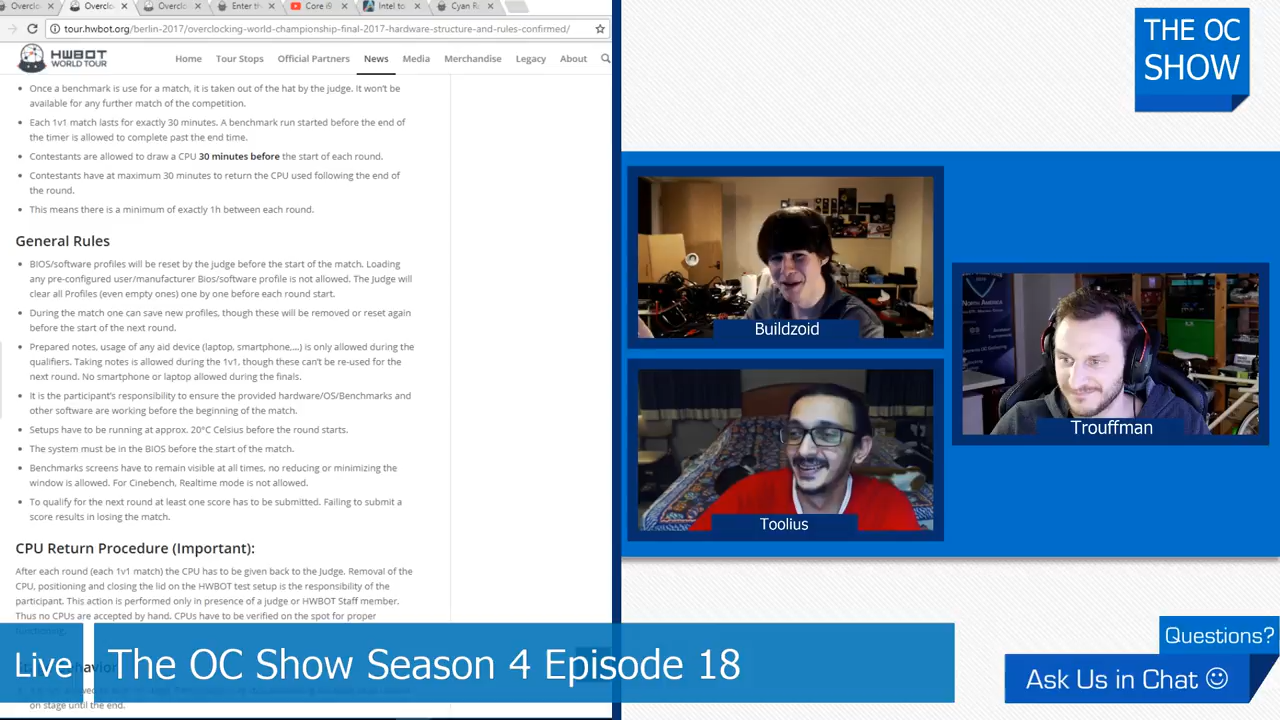 Overclo
Overclo
Overclo
Enter th
Core i9
Intel to
Cyan R
tour.hwbot.org/berlin-2017/overclocking-world-championship-final-2017-hardware-structure-and-rules-confirmed/
HWBOT
WORLD TOUR
Home Tour Stops Official Partners News Media Merchandise Legacy About
Once a benchmark is use for a match, it is taken out of the hat by the judge. It won't be
available for any further match of the competition.
Each 1v1 match lasts for exactly 30 minutes. A benchmark run started before the end of
the timer is allowed to complete past the end time.
Contestants are allowed to draw a CPU 30 minutes before the start of each round.
Contestants have at maximum 30 minutes to return the CPU used following the end of
the round.
This means there is a minimum of exactly 1h between each round.
General Rules
BIOS/software profiles will be reset by the judge before the start of the match. Loading
any pre-configured user/manufacturer Bios/software profile is not allowed. The Judge will
clear all Profiles (even empty ones) one by one before each round start.
During the match one can save new profiles, though these will be removed or reset again
before the start of the next round.
Prepared notes, usage of any aid device (laptop, smartphone,...) is only allowed during the
qualifiers. Taking notes is allowed during the 1v1, though these can't be re-used for the
next round. No smartphone or laptop allowed during the finals.
It is the participant's responsibility to ensure the provided hardware/OS/Benchmarks and
other software are working before the beginning of the match.
Setups have to be running at approx. 20°C Celsius before the round starts.
The system must be in the BIOS before the start of the match.
Benchmarks screens have to remain visible at all times, no reducing or minimizing the
window is allowed. For Cinebench, Realtime mode is not allowed.
To qualify for the next round at least one score has to be submitted. Failing to submit a
score results in losing the match.
CPU Return Procedure (Important):
After each round (each 1v1 match) the CPU has to be given back to the Judge. Removal of the
CPU, positioning and closing the lid on the HWBOT test setup is the responsibility of the
participant. This action is performed only in presence of a judge or HWBOT Staff member.
Thus no CPUs are accepted by hand. CPUs have to be verified on the spot for proper
functioning.
on stage until the end.
THE OC
SHOW
Buildzoid
NORTH AMERICA
Trouffman
Toolius
Live
The OC Show Season 4 Episode 18
Questions?
Ask Us in Chat ☺